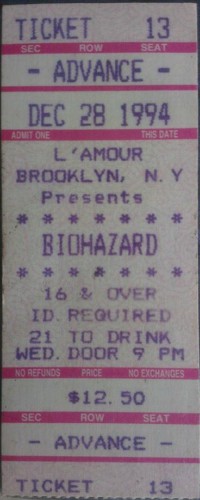 TICKET 13
SEC ROW SEAT
- ADVANCE -
DEC 28 1994
ADMIT ONE THIS DATE
L'AMOUR
BROOKLYN, N.Y
Presents
* * * * * * * *
BIOHAZARD
* * * * * * * *
16 & OVER
ID REQUIRED
21 TO DRINK
WED. DOOR 9 PM
NO REFUNDS PRICE NO EXCHANGES
$12.50
SEC ROW SEAT
- ADVANCE -
TICKET 13